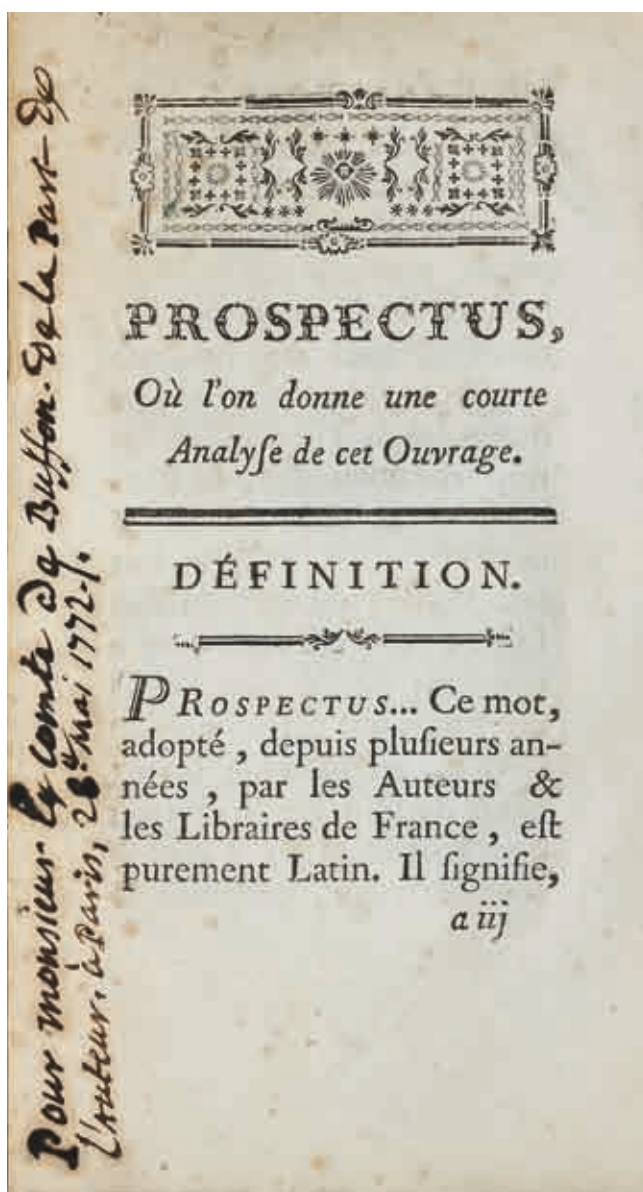 PROSPECTUS,
Où l'on donne une courte
Analyſe de cet Ouvrage.
DÉFINITION.
PROSPECTUS... Ce mot,
adopté, depuis pluſieurs an-
nées, par les Auteurs &
les Libraires de France, eſt
purement Latin. Il ſignifie,
a iij
Pour monsieur le comte de Buffon. de la Part de
l'auteur. à Paris, 28 mai 1772.